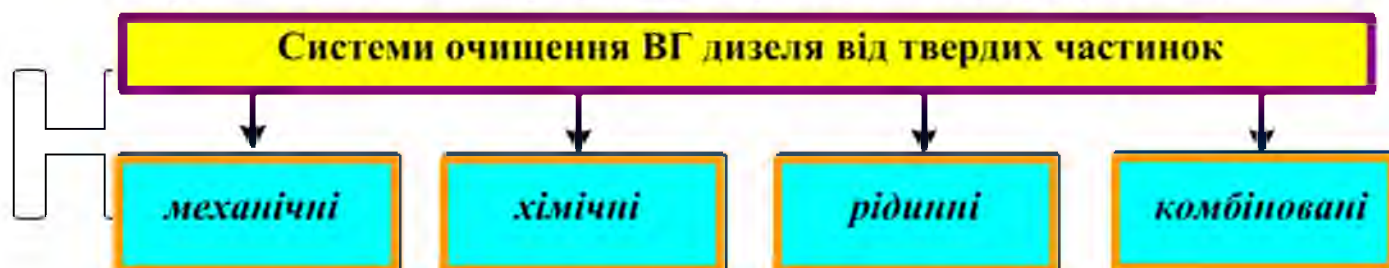 Системи очищення ВГ дизеля від твердих частинок
механічні
хімічні
рідинні
комбіновані